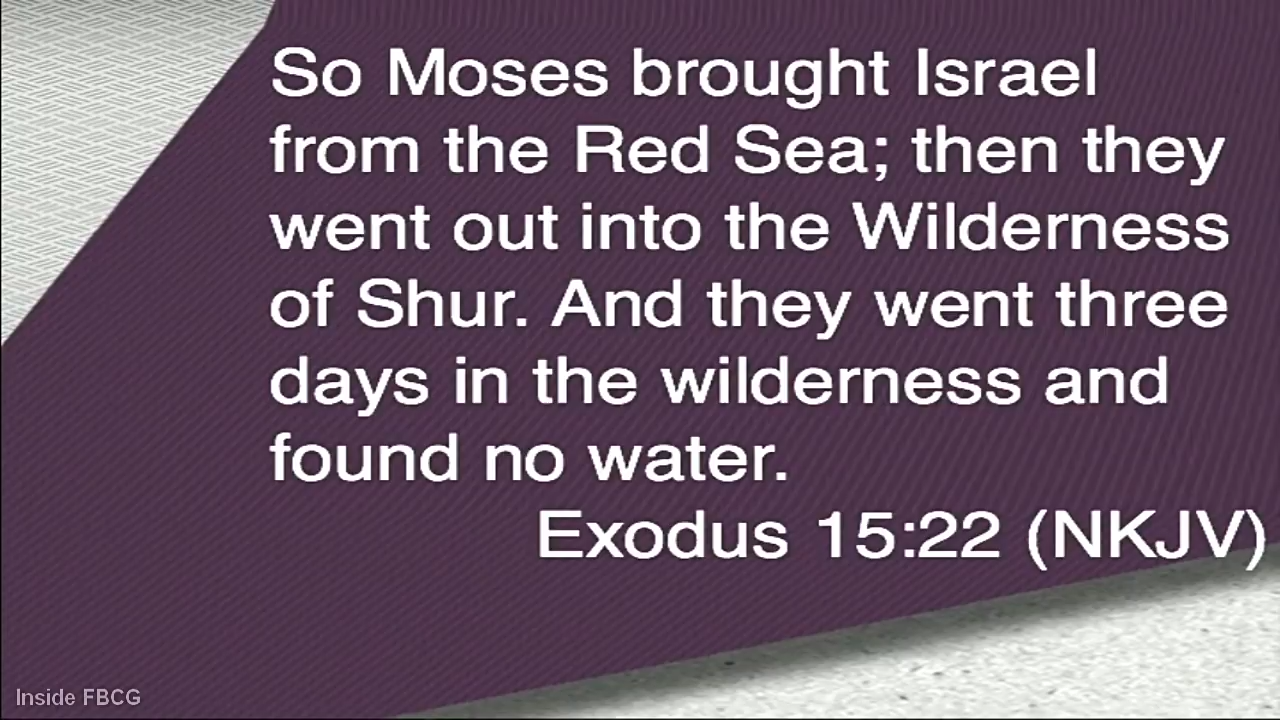 So Moses brought Israel
from the Red Sea; then they
went out into the Wilderness
of Shur. And they went three
days in the wilderness and
found no water.
Exodus 15:22 (NKJV)
Inside FBCG